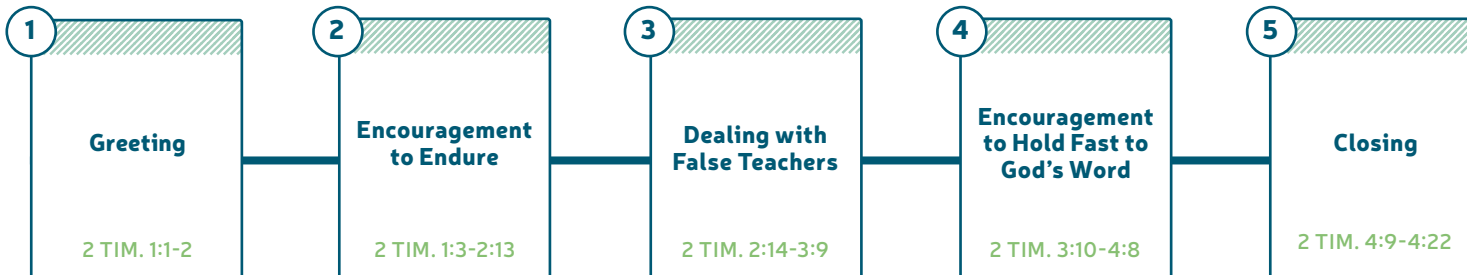 1
Greeting
2 TIM. 1:1-2
2
Encouragement
to Endure
2 TIM. 1:3-2:13
3
Dealing with
False Teachers
2 TIM. 2:14-3:9
4
Encouragement
to Hold Fast to
God's Word
2 TIM. 3:10-4:8
5
Closing
2 TIM. 4:9-4:22